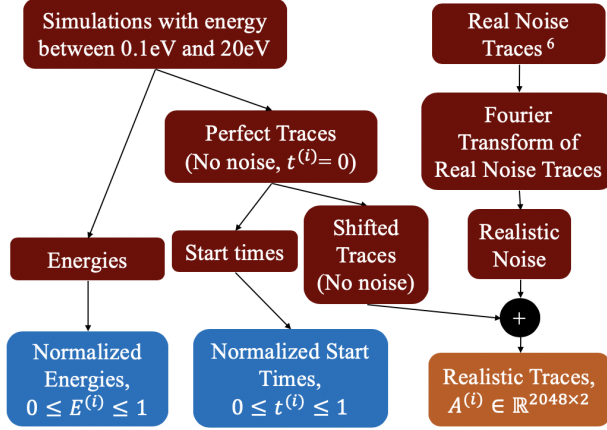 Simulations with energy
between 0.1eV and 20eV
Real Noise
Traces ⁶
Perfect Traces
(No noise, t⁽ⁱ⁾= 0)
Fourier
Transform of
Real Noise Traces
Energies
Start times
Shifted
Traces
(No noise)
Realistic
Noise
+
Normalized
Energies,
0 ≤ E⁽ⁱ⁾ ≤ 1
Normalized Start
Times,
0 ≤ t⁽ⁱ⁾ ≤ 1
Realistic Traces,
A⁽ⁱ⁾ ∈ ℝ²⁰⁴⁸ˣ²